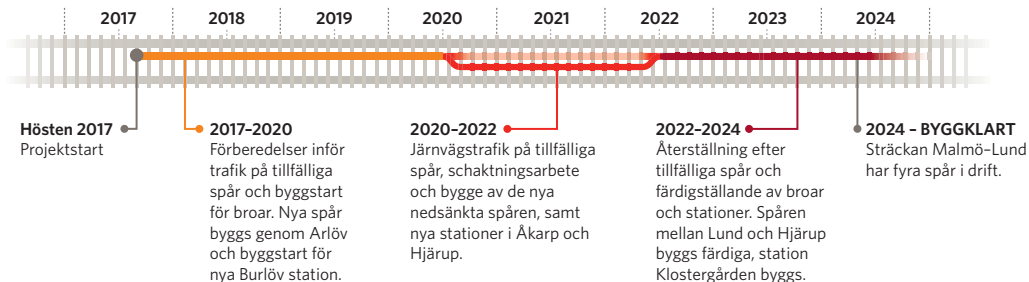 2017 2018 2019 2020 2021 2022 2023 2024
Hösten 2017
Projektstart
2017–2020
Förberedelser inför
trafik på tillfälliga
spår och byggstart
för broar. Nya spår
byggs genom Arlöv
och byggstart för
nya Burlöv station.
2020–2022
Järnvägstrafik på tillfälliga
spår, schaktningsarbete
och bygge av de nya
nedsänkta spåren, samt
nya stationer i Åkarp och
Hjärup.
2022–2024
Återställning efter
tillfälliga spår och
färdigställande av broar
och stationer. Spåren
mellan Lund och Hjärup
byggs färdiga, station
Klostergården byggs.
2024 – BYGGKLART
Sträckan Malmö–Lund
har fyra spår i drift.